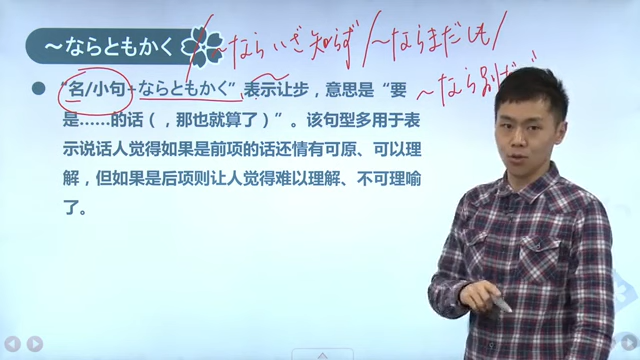 ～ならともかく /～ならいざ知らず/～ならまだしも/
～なら別だが
"名/小句+ならともかく"表示让步，意思是"要
是……的话（，那也就算了）"。该句型多用于表
示说话人觉得如果是前项的话还情有可原、可以理
解，但如果是后项则让人觉得难以理解、不可理喻
了。